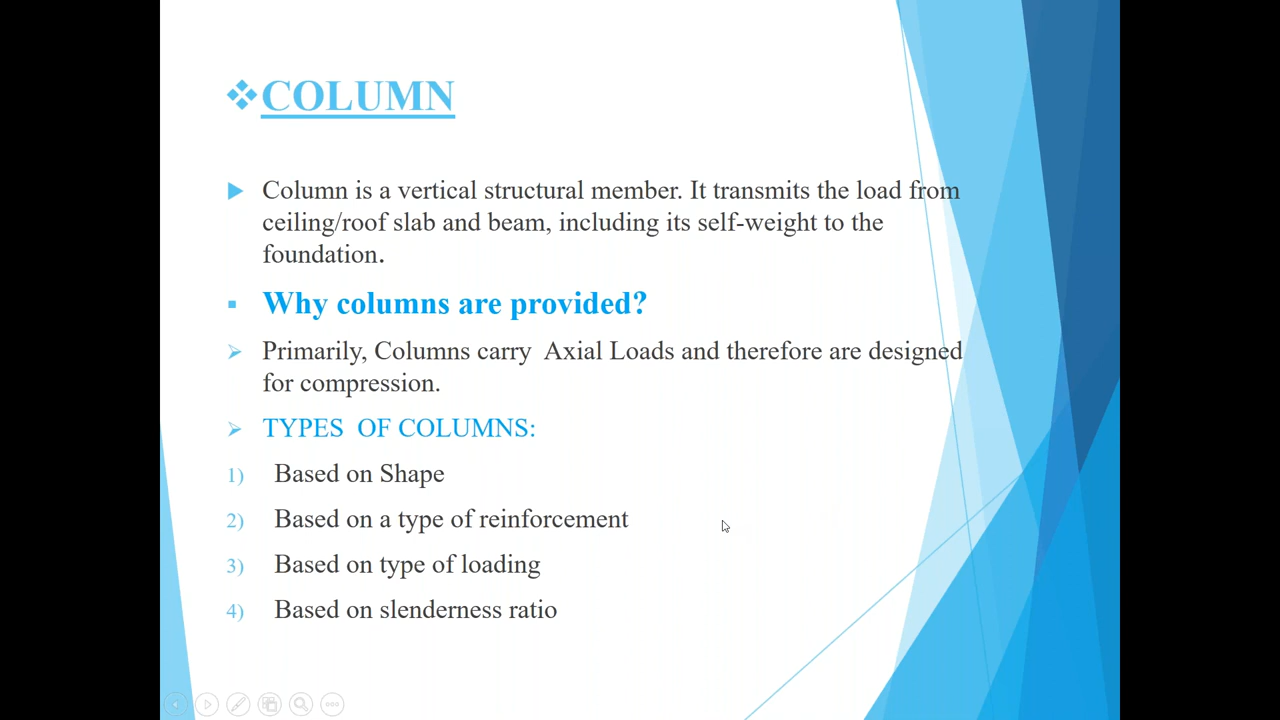 ❖COLUMN
Column is a vertical structural member. It transmits the load from
ceiling/roof slab and beam, including its self-weight to the
foundation.
Why columns are provided?
Primarily, Columns carry  Axial Loads and therefore are designed
for compression.
TYPES  OF COLUMNS:
1) Based on Shape
2) Based on a type of reinforcement
3) Based on type of loading
4) Based on slenderness ratio